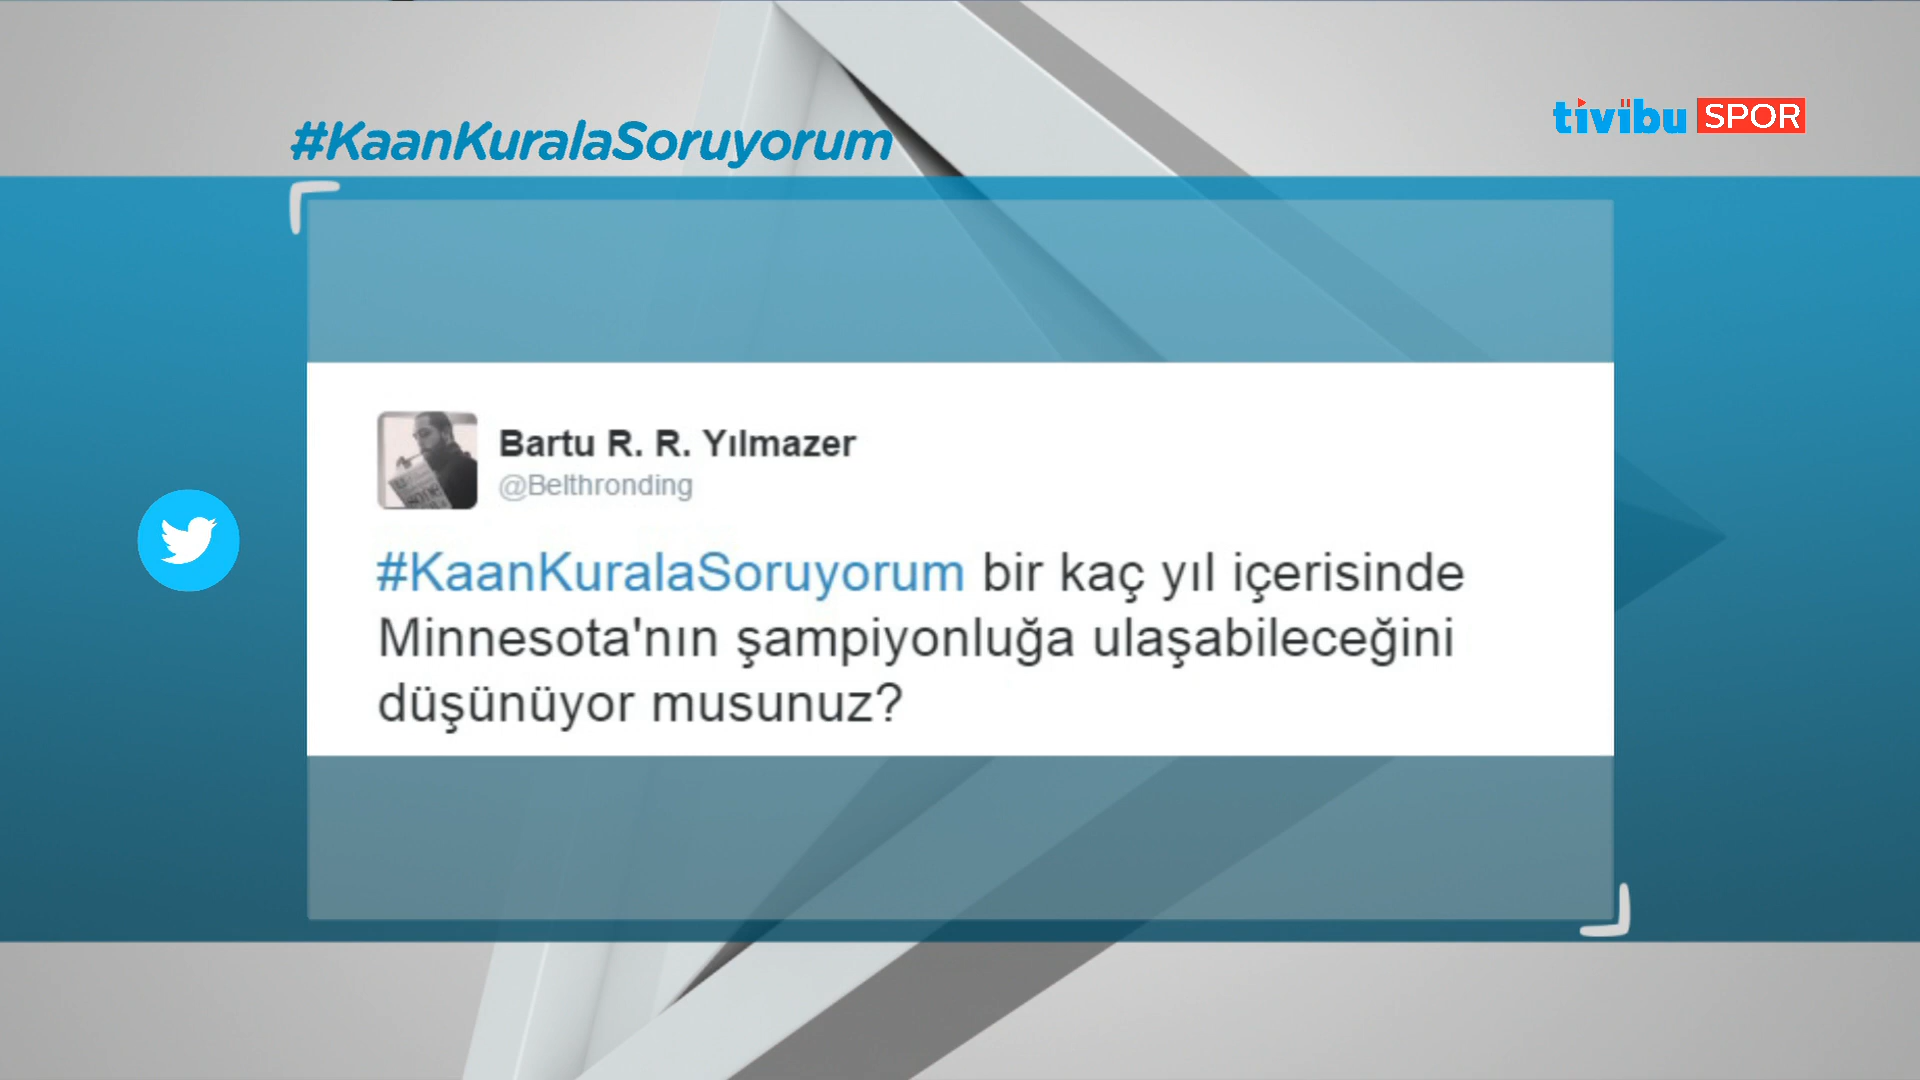 #KaanKuralaSoruyorum
tivibu SPOR
Bartu R. R. Yılmazer
@Belthronding
#KaanKuralaSoruyorum bir kaç yıl içerisinde
Minnesota'nın şampiyonluğa ulaşabileceğini
düşünüyor musunuz?